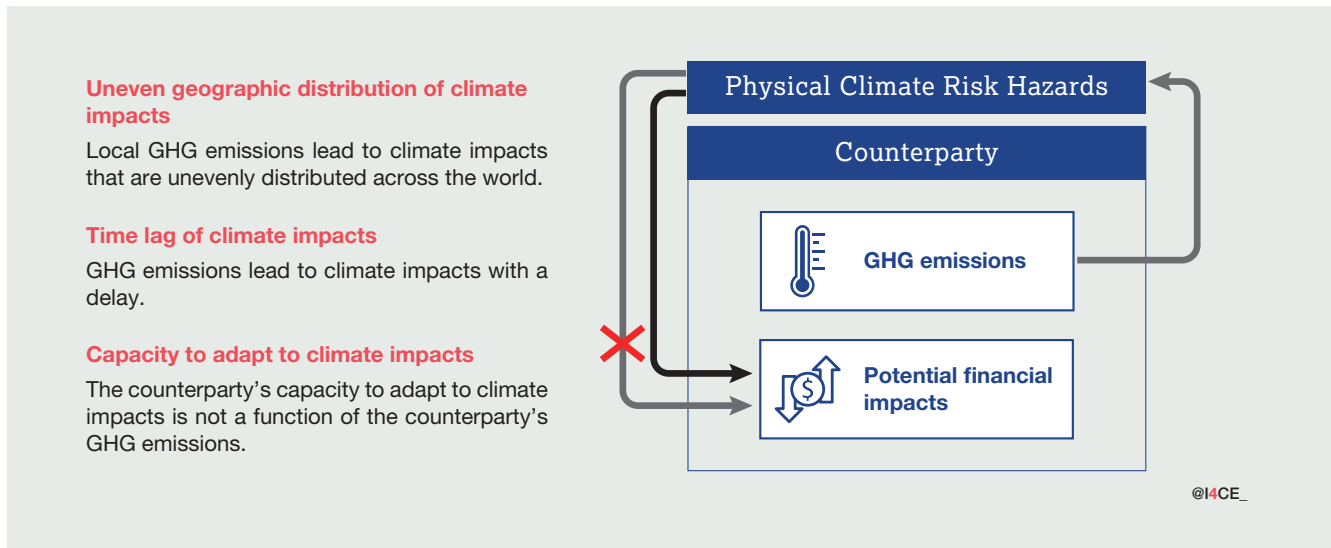 Uneven geographic distribution of climate
impacts
Local GHG emissions lead to climate impacts
that are unevenly distributed across the world.
Time lag of climate impacts
GHG emissions lead to climate impacts with a
delay.
Capacity to adapt to climate impacts
The counterparty's capacity to adapt to climate
impacts is not a function of the counterparty's
GHG emissions.
Physical Climate Risk Hazards
Counterparty
GHG emissions
$
Potential financial
impacts
@I4CE_